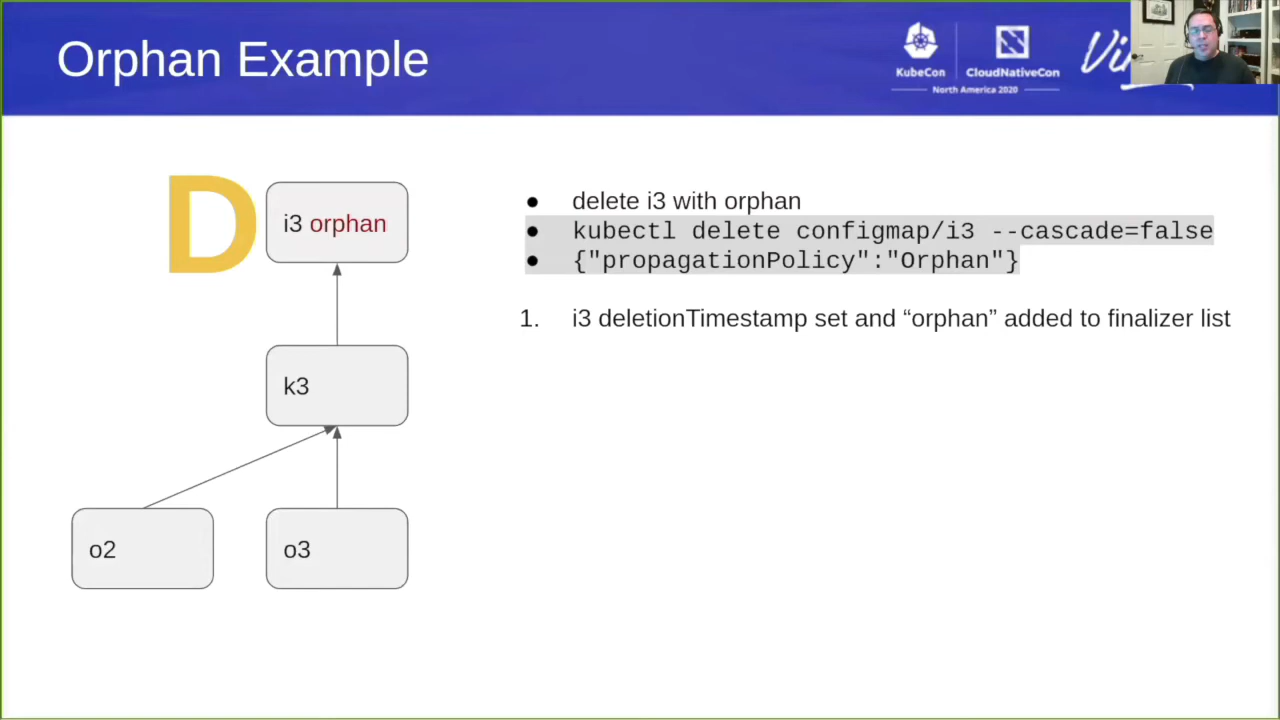 Orphan Example
KubeCon
CloudNativeCon
North America 2020
D
i3 orphan
k3
o2
o3
● delete i3 with orphan
● kubectl delete configmap/i3 --cascade=false
● {"propagationPolicy":"Orphan"}
1. i3 deletionTimestamp set and “orphan” added to finalizer list